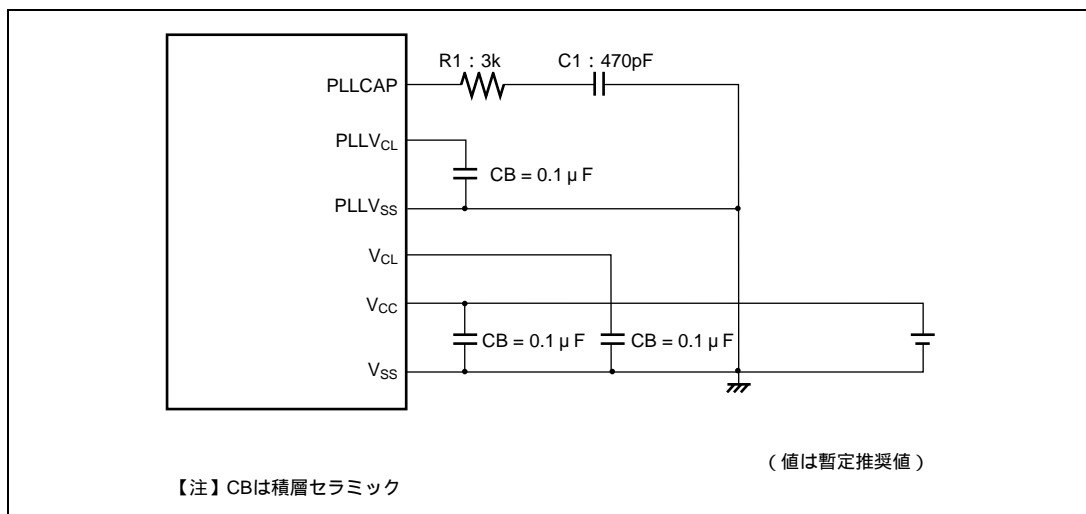 R1：3k C1：470pF
PLLCAP
PLLVCL
CB = 0.1 μ F
PLLVSS
VCL
VCC
CB = 0.1 μ F CB = 0.1 μ F
VSS
（値は暫定推奨値）
【注】CBは積層セラミック